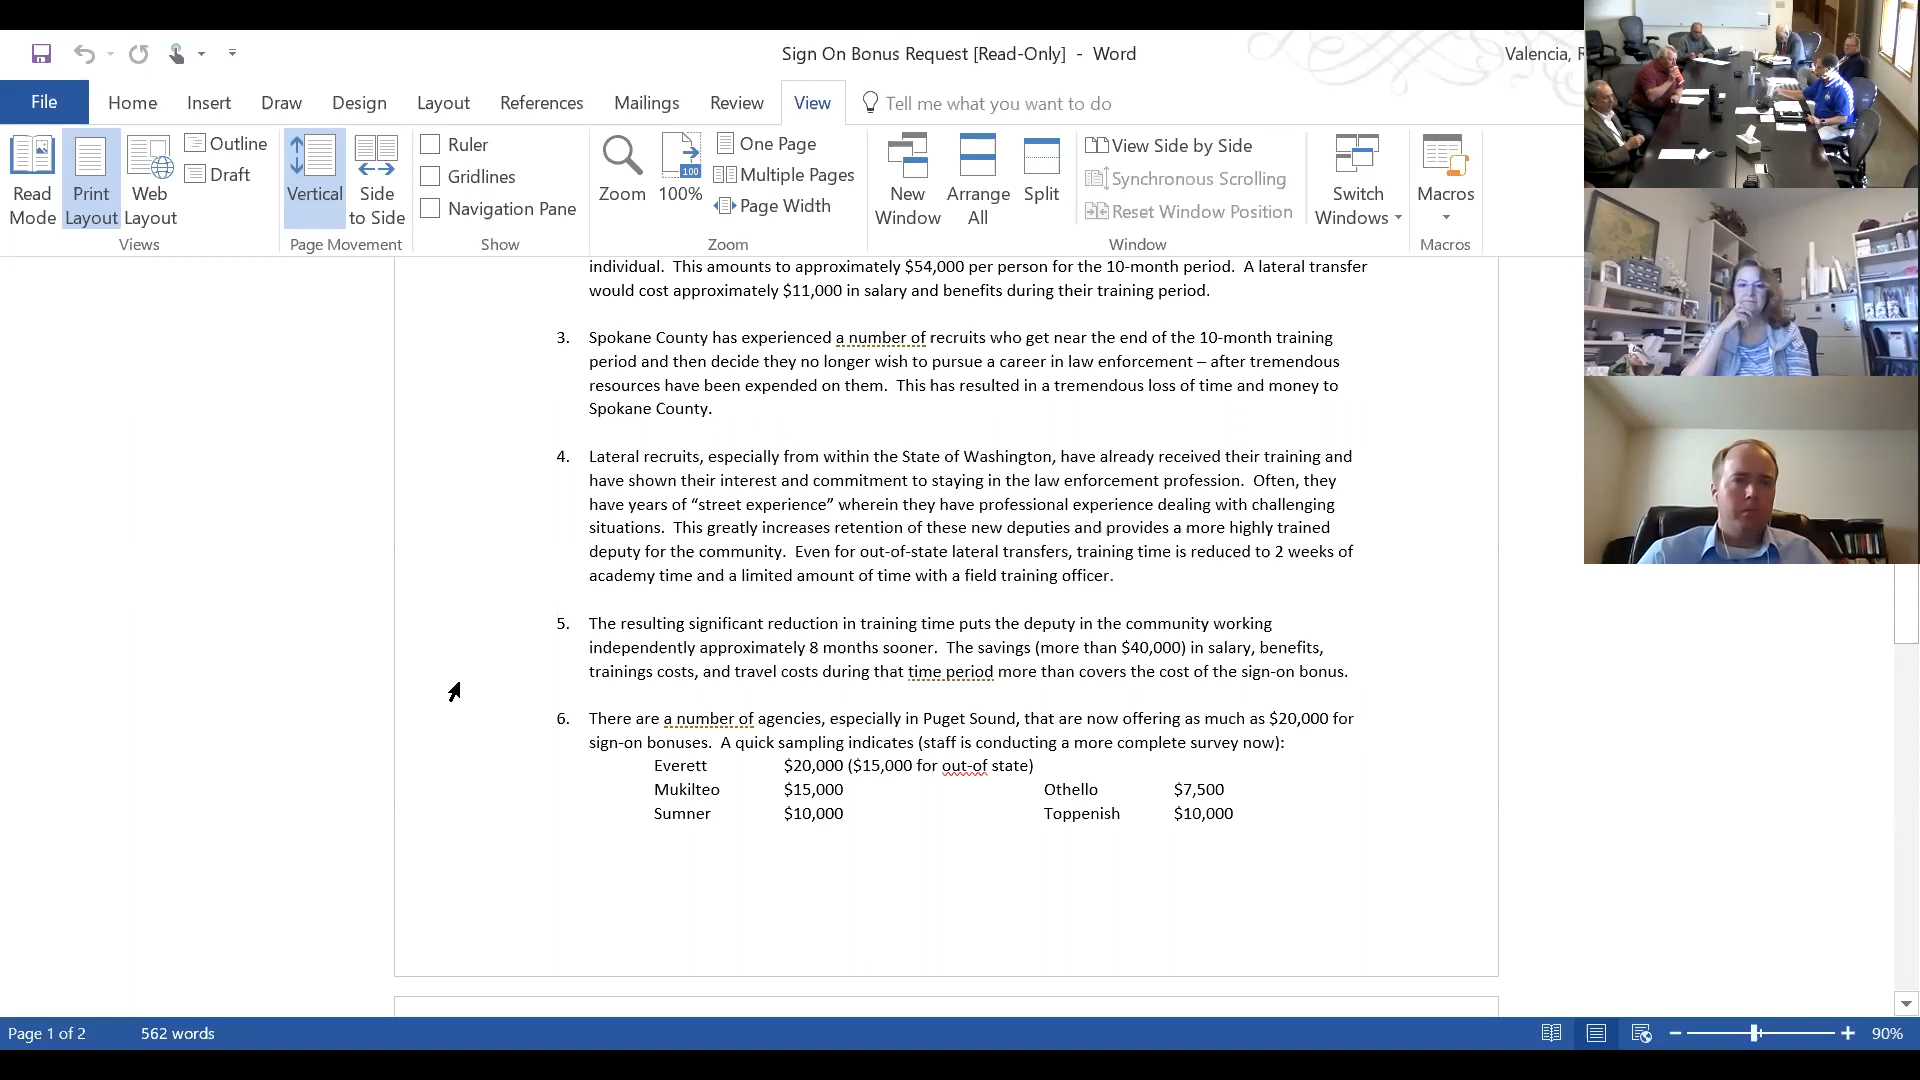 Sign On Bonus Request [Read-Only] - Word
Valencia, R
File
Home
Insert
Draw
Design
Layout
References
Mailings
Review
View
Tell me what you want to do
Read Mode
Print Layout
Web Layout
Outline
Draft
Views
Vertical
Side to Side
Page Movement
Ruler
Gridlines
Navigation Pane
Show
Zoom
100
100%
One Page
Multiple Pages
Page Width
Zoom
New Window
Arrange All
Split
View Side by Side
Synchronous Scrolling
Reset Window Position
Window
Switch Windows
Macros
Macros
individual. This amounts to approximately $54,000 per person for the 10-month period. A lateral transfer
would cost approximately $11,000 in salary and benefits during their training period.
3. Spokane County has experienced a number of recruits who get near the end of the 10-month training
period and then decide they no longer wish to pursue a career in law enforcement – after tremendous
resources have been expended on them. This has resulted in a tremendous loss of time and money to
Spokane County.
4. Lateral recruits, especially from within the State of Washington, have already received their training and
have shown their interest and commitment to staying in the law enforcement profession. Often, they
have years of “street experience” wherein they have professional experience dealing with challenging
situations. This greatly increases retention of these new deputies and provides a more highly trained
deputy for the community. Even for out-of-state lateral transfers, training time is reduced to 2 weeks of
academy time and a limited amount of time with a field training officer.
5. The resulting significant reduction in training time puts the deputy in the community working
independently approximately 8 months sooner. The savings (more than $40,000) in salary, benefits,
trainings costs, and travel costs during that time period more than covers the cost of the sign-on bonus.
6. There are a number of agencies, especially in Puget Sound, that are now offering as much as $20,000 for
sign-on bonuses. A quick sampling indicates (staff is conducting a more complete survey now):
Everett $20,000 ($15,000 for out-of state)
Mukilteo $15,000 Othello $7,500
Sumner $10,000 Toppenish $10,000
Page 1 of 2
562 words
90%